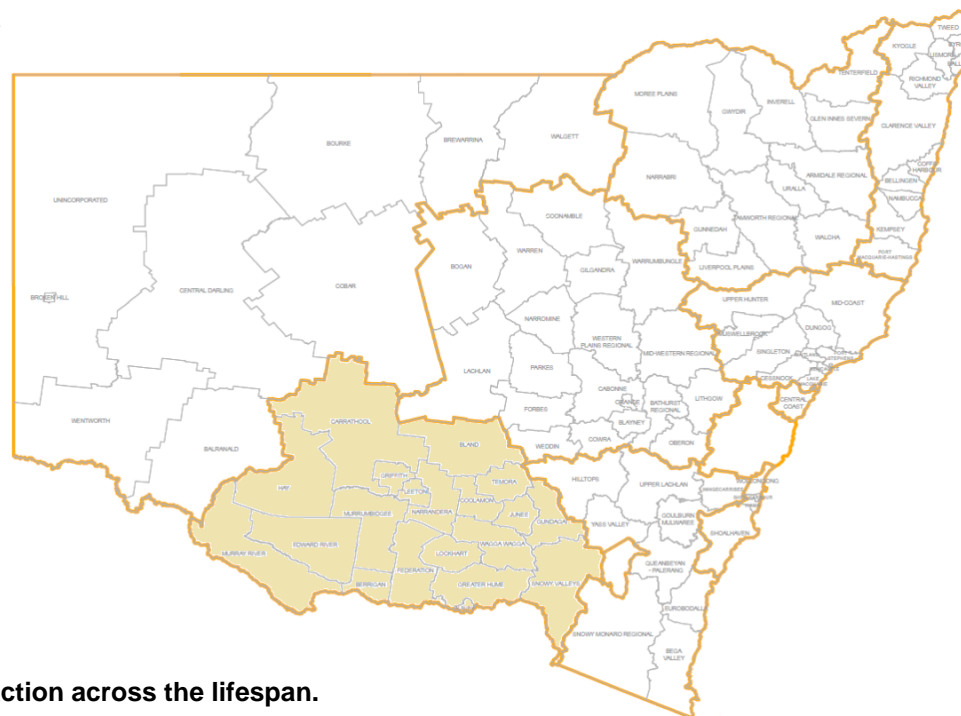 TWEED
KYOGLE
TENTERFIELD
RICHMOND
VALLEY
MOREE PLAINS
GWYDIR
INVERELL
GLEN INNES SEVERN
CLARENCE VALLEY
BOURKE
BREWARRINA
WALGETT
COFFS
HARBOUR
NARRABRI
ARMIDALE REGIONAL
BELLINGEN
URALLA
NAMBUCCA
UNINCORPORATED
COONAMBLE
GUNNEDAH
TAMWORTH REGIONAL
KEMPSEY
WARREN
WALCHA
BOGAN
WARRUMBUNGLE
LIVERPOOL PLAINS
PORT
MACQUARIE-HASTINGS
GILGANDRA
CENTRAL DARLING
COBAR
BROKEN HILL
UPPER HUNTER
MID-COAST
NARROMINE
DUNGOG
MUSWELLBROOK
WESTERN
PLAINS REGIONAL
MID-WESTERN REGIONAL
SINGLETON
LACHLAN
PARKES
CESSNOCK
CABONNE
ORANGE
BATHURST
REGIONAL
LITHGOW
CENTRAL
COAST
FORBES
BLAYNEY
WENTWORTH
CARRATHOOL
BLAND
WEDDIN
COWRA
OBERON
BALRANALD
GRIFFITH
TEMORA
HILLTOPS
UPPER LACHLAN
HAY
LEETON
COOLAMON
MURRUMBIDGEE
NARRANDERA
JUNEE
GUNDAGAI
YASS VALLEY
GOULBURN
MULWAREE
SHOALHAVEN
EDWARD RIVER
LOCKHART
WAGGA WAGGA
MURRAY RIVER
FEDERATION
QUEANBEYAN
-PALERANG
BERRIGAN
GREATER HUME
SNOWY VALLEYS
EUROBODALLA
SNOWY MONARO REGIONAL
BEGA
VALLEY
ction across the lifespan.